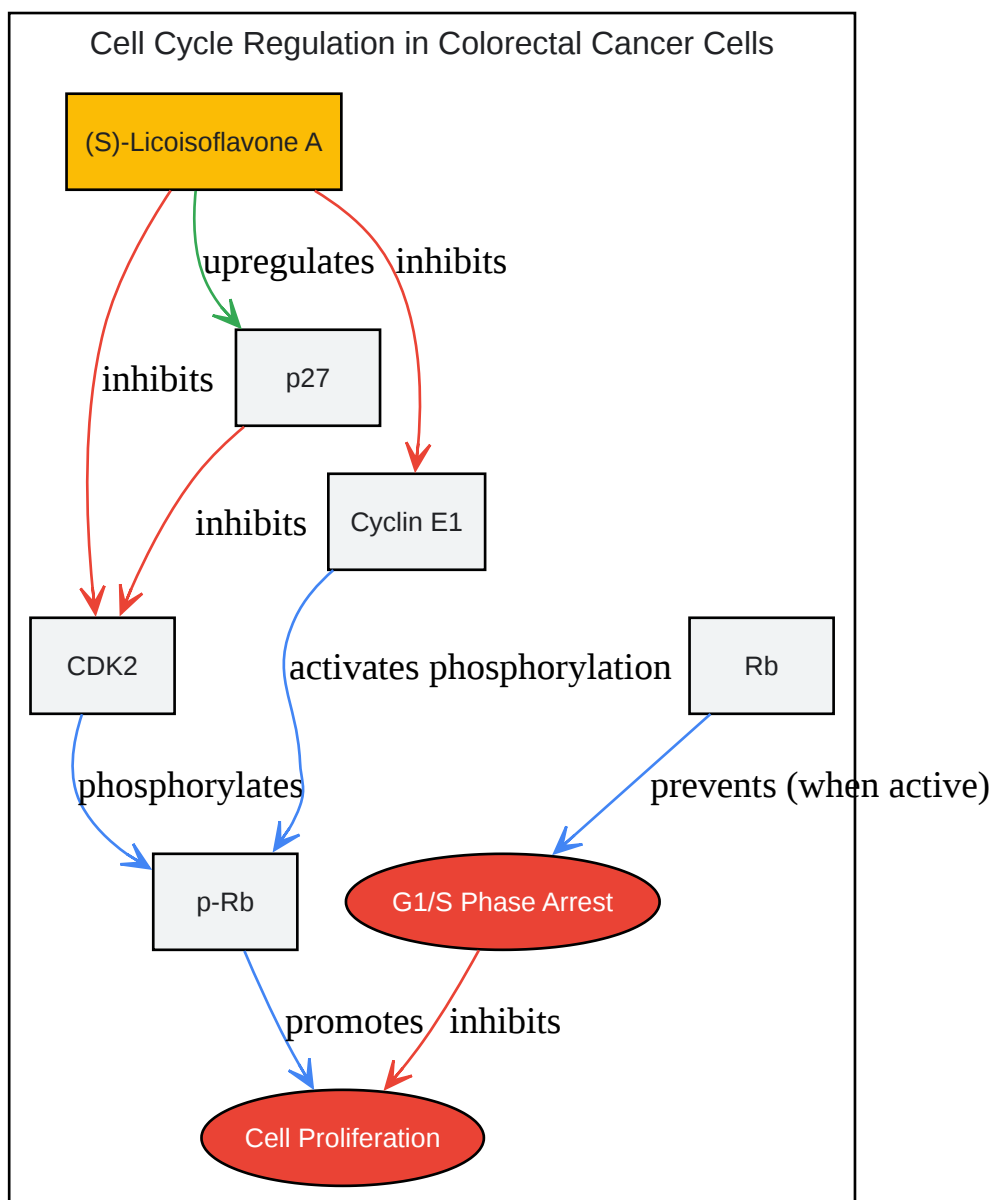 Cell Cycle Regulation in Colorectal Cancer Cells
(S)-Licoisoflavone A
upregulates
inhibits
inhibits
p27
inhibits
Cyclin E1
CDK2
activates phosphorylation
Rb
phosphorylates
prevents (when active)
p-Rb
G1/S Phase Arrest
promotes
inhibits
Cell Proliferation